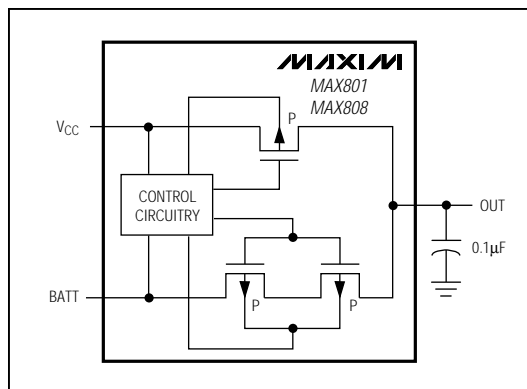 MAXIM
MAX801
MAX808
P
VCC
CONTROL
CIRCUITRY
OUT
0.1μF
BATT
P
P